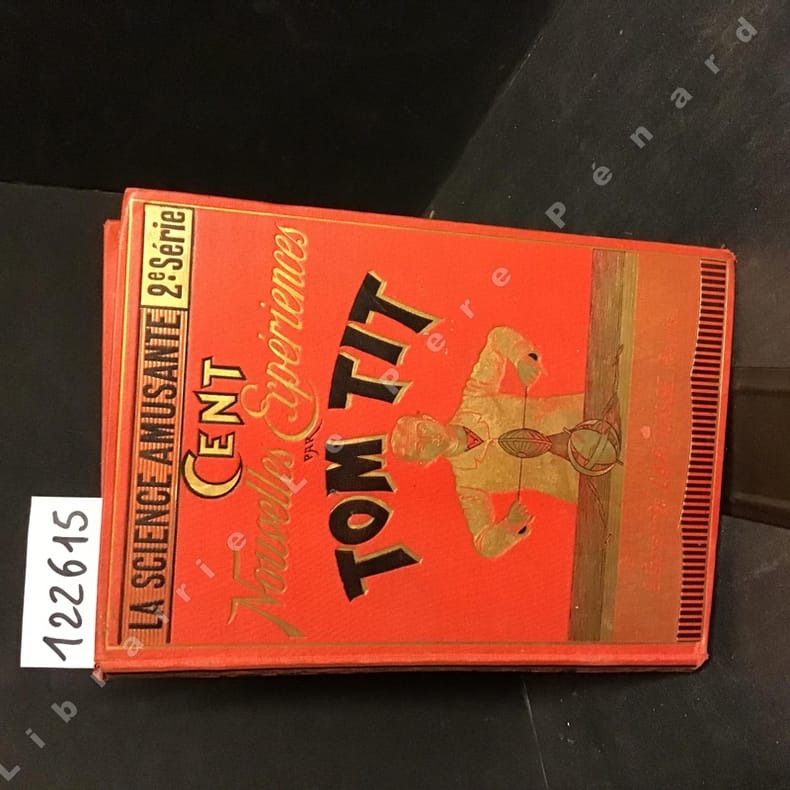 LA SCIENCE AMUSANTE 2e. Série
CENT
Nouvelles Expériences
PAR
TOM TIT
122615
Librairie Le Père Pénard